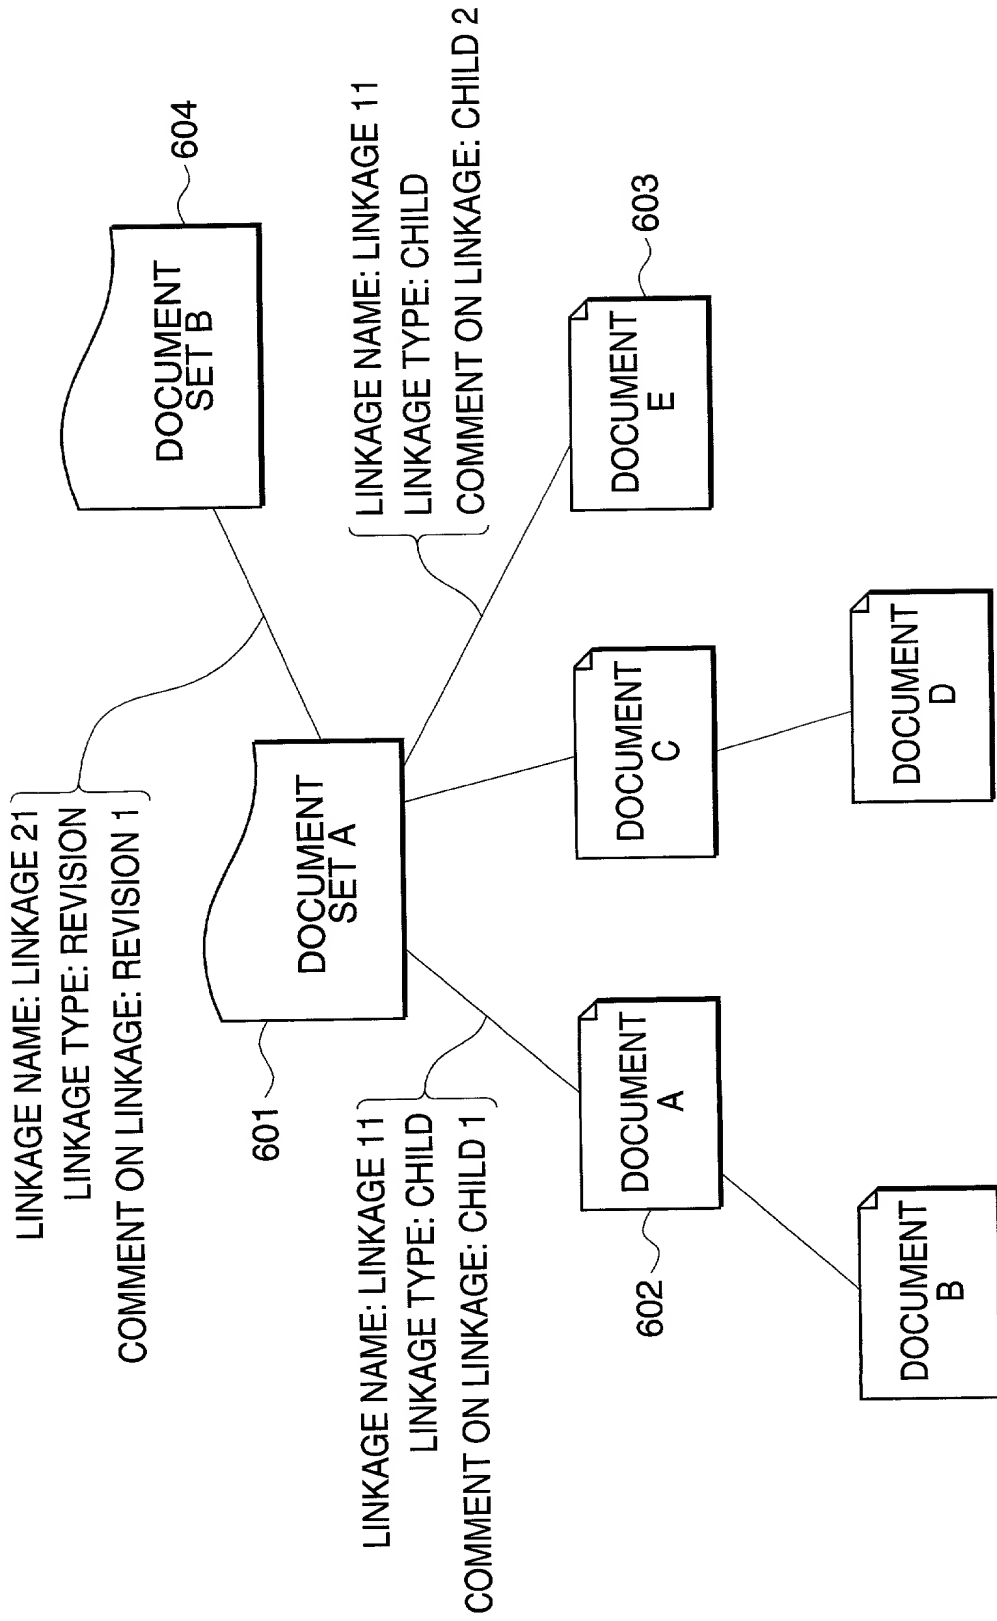 LINKAGE NAME: LINKAGE 21
LINKAGE TYPE: REVISION
COMMENT ON LINKAGE: REVISION 1
604
DOCUMENT
SET B
601
DOCUMENT
SET A
LINKAGE NAME: LINKAGE 11
LINKAGE TYPE: CHILD
COMMENT ON LINKAGE: CHILD 1
LINKAGE NAME: LINKAGE 11
LINKAGE TYPE: CHILD
COMMENT ON LINKAGE: CHILD 2
602
DOCUMENT
A
DOCUMENT
C
603
DOCUMENT
E
DOCUMENT
B
DOCUMENT
D